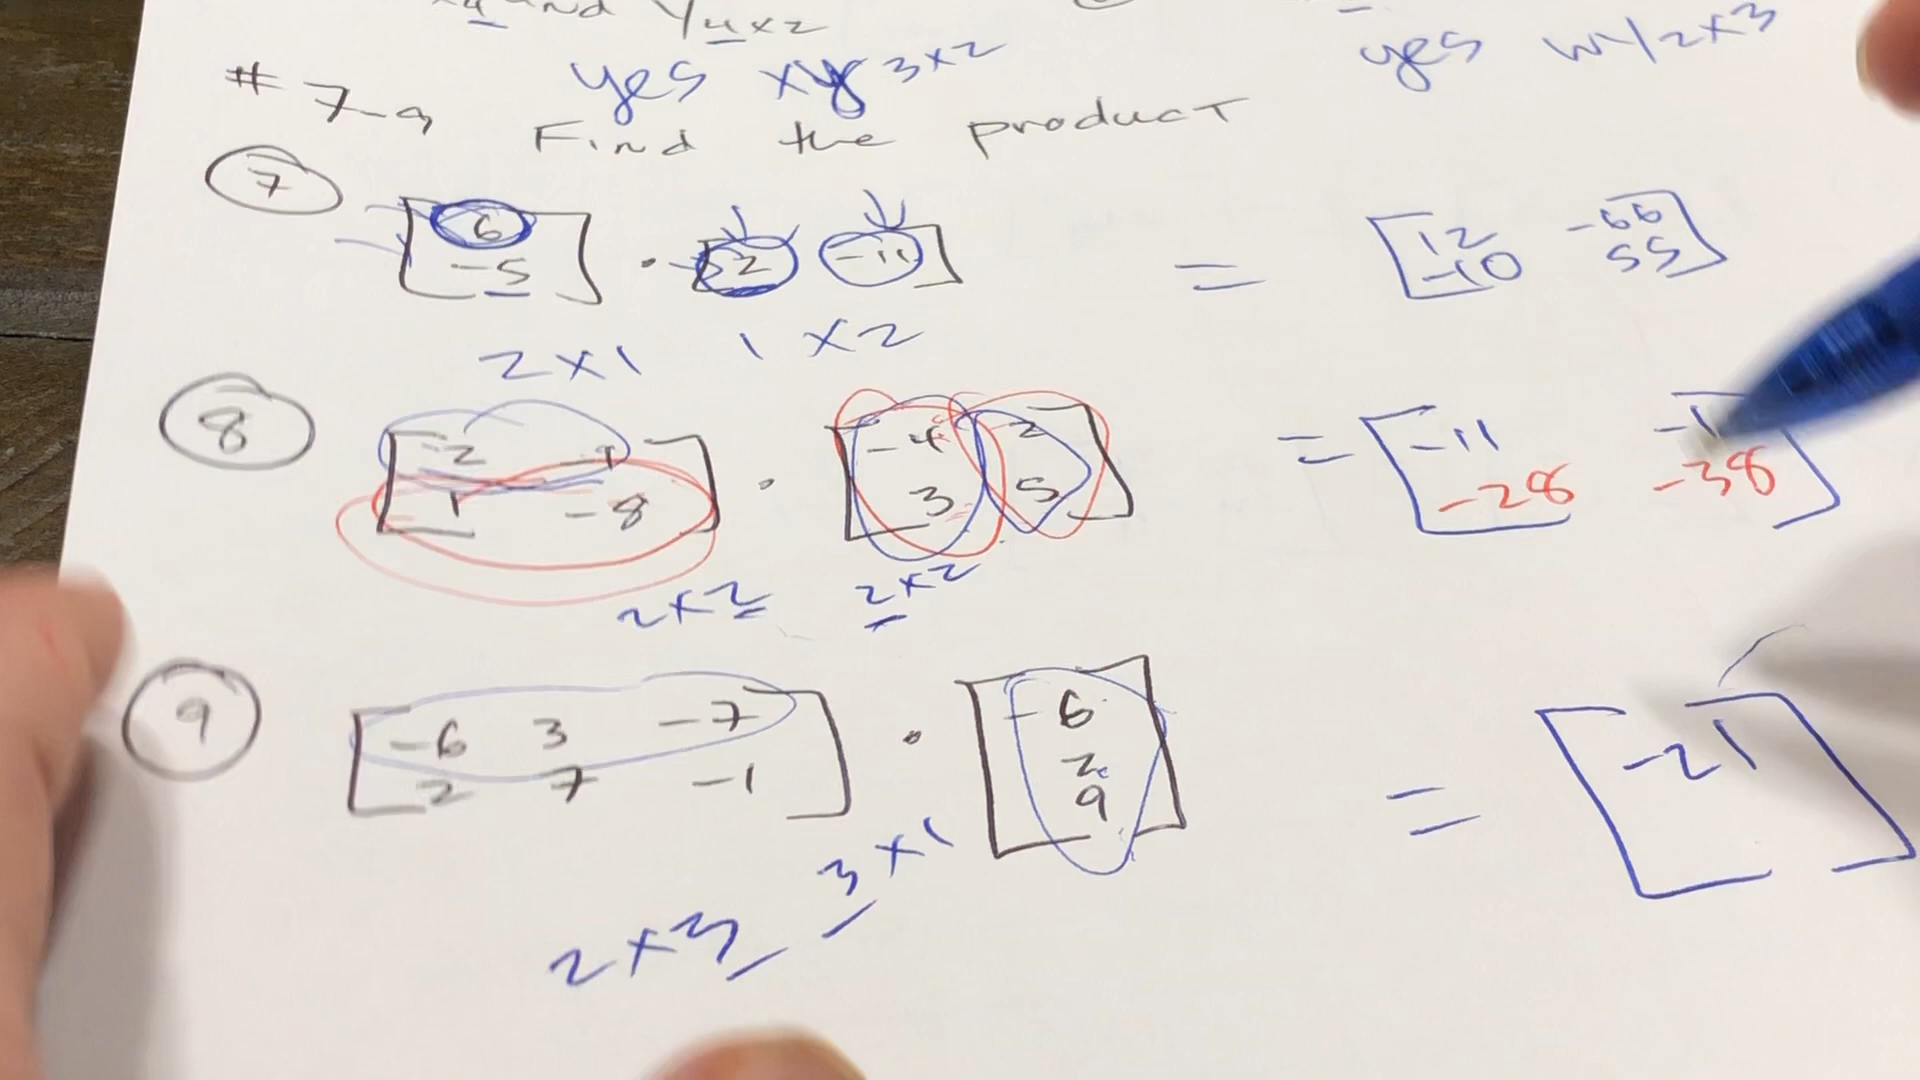 and Y4x2
yes xy 3x2 yes w/2x3
#7-9 Find the product
7
6 2 -11 = 12 -66
-5 -10 55
2x1 1x2
8
-2 -4 2 = -11
1 -8 3 5 -28 -38
2x2 2x2
9
-6 3 -7 -6 = -21
2 7 -1 2
9
3x1
2x3